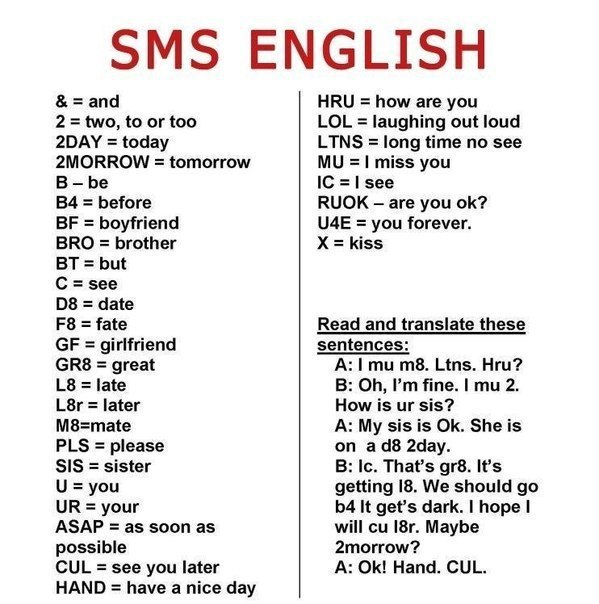 SMS ENGLISH
& = and
2 = two, to or too
2DAY = today
2MORROW = tomorrow
B – be
B4 = before
BF = boyfriend
BRO = brother
BT = but
C = see
D8 = date
F8 = fate
GF = girlfriend
GR8 = great
L8 = late
L8r = later
M8=mate
PLS = please
SIS = sister
U = you
UR = your
ASAP = as soon as
possible
CUL = see you later
HAND = have a nice day
HRU = how are you
LOL = laughing out loud
LTNS = long time no see
MU = I miss you
IC = I see
RUOK – are you ok?
U4E = you forever.
X = kiss
Read and translate these
sentences:
A: I mu m8. Ltns. Hru?
B: Oh, I'm fine. I mu 2.
How is ur sis?
A: My sis is Ok. She is
on a d8 2day.
B: Ic. That's gr8. It's
getting l8. We should go
b4 It get's dark. I hope I
will cu l8r. Maybe
2morrow?
A: Ok! Hand. CUL.